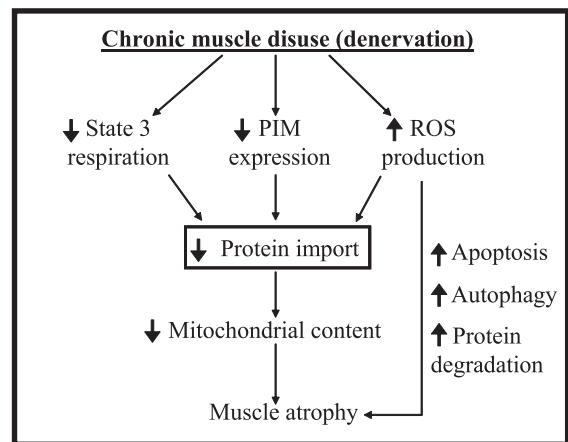 Chronic muscle disuse (denervation)
↓ State 3
respiration
↓ PIM
expression
↑ ROS
production
↓ Protein import
↑ Apoptosis
↑ Autophagy
↑ Protein
degradation
↓ Mitochondrial content
Muscle atrophy